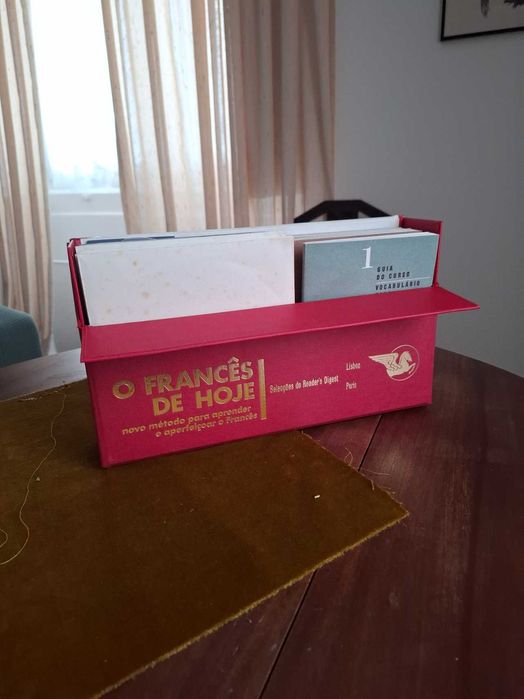 1
GUIA
DO CURSO
VOCABULÁRIO
O FRANCÊS
DE HOJE
novo método para aprender
e aperfeiçoar o Francês
Selecções do Reader's Digest
Lisboa
Paris